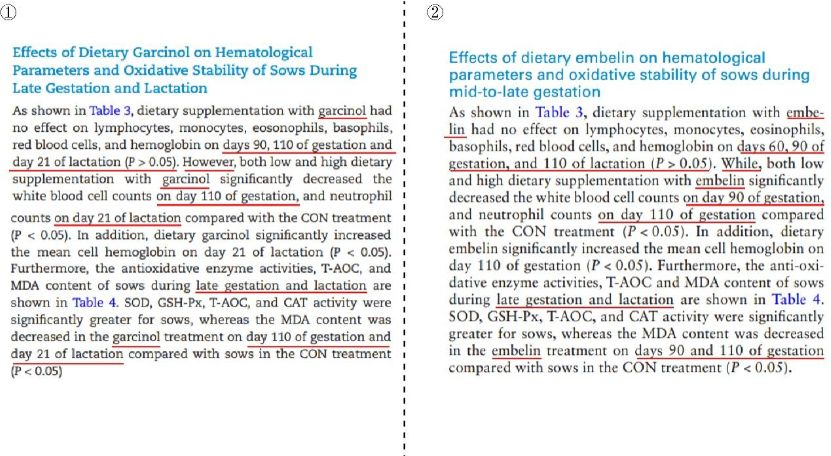 ①
Effects of Dietary Garcinol on Hematological
Parameters and Oxidative Stability of Sows During
Late Gestation and Lactation
As shown in Table 3, dietary supplementation with garcinol had
no effect on lymphocytes, monocytes, eosonophils, basophils,
red blood cells, and hemoglobin on days 90, 110 of gestation and
day 21 of lactation (P > 0.05). However, both low and high dietary
supplementation with garcinol significantly decreased the
white blood cell counts on day 110 of gestation, and neutrophil
counts on day 21 of lactation compared with the CON treatment
(P < 0.05). In addition, dietary garcinol significantly increased
the mean cell hemoglobin on day 21 of lactation (P < 0.05).
Furthermore, the antioxidative enzyme activities, T-AOC, and
MDA content of sows during late gestation and lactation are
shown in Table 4. SOD, GSH-Px, T-AOC, and CAT activity were
significantly greater for sows, whereas the MDA content was
decreased in the garcinol treatment on day 110 of gestation and
day 21 of lactation compared with sows in the CON treatment
(P < 0.05)
②
Effects of dietary embelin on hematological
parameters and oxidative stability of sows during
mid-to-late gestation
As shown in Table 3, dietary supplementation with embe-
lin had no effect on lymphocytes, monocytes, eosinophils,
basophils, red blood cells, and hemoglobin on days 60, 90 of
gestation, and 110 of lactation (P > 0.05). While, both low
and high dietary supplementation with embelin significantly
decreased the white blood cell counts on day 90 of gestation,
and neutrophil counts on day 110 of gestation compared
with the CON treatment (P < 0.05). In addition, dietary
embelin significantly increased the mean cell hemoglobin on
day 110 of gestation (P < 0.05). Furthermore, the anti-oxi-
dative enzyme activities, T-AOC and MDA content of sows
during late gestation and lactation are shown in Table 4.
SOD, GSH-Px, T-AOC, and CAT activity were significantly
greater for sows, whereas the MDA content was decreased
in the embelin treatment on days 90 and 110 of gestation
compared with sows in the CON treatment (P < 0.05).